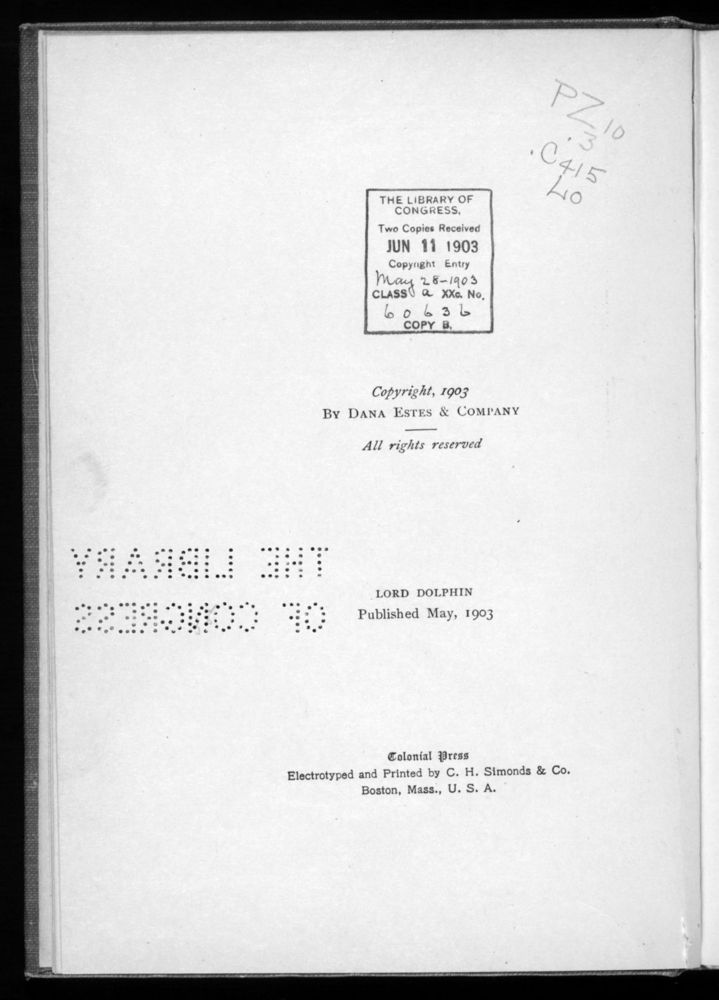 PZ10
.3
.C415
Lo
THE LIBRARY OF
CONGRESS,
Two Copies Received
JUN 11 1903
Copyright Entry
May 28-1903
CLASS a XXc. No.
60636
COPY B.
Copyright, 1903
BY DANA ESTES & COMPANY
All rights reserved
THE LIBRARY
OF CONGRESS
LORD DOLPHIN
Published May, 1903
Colonial Press
Electrotyped and Printed by C. H. Simonds & Co.
Boston, Mass., U. S. A.